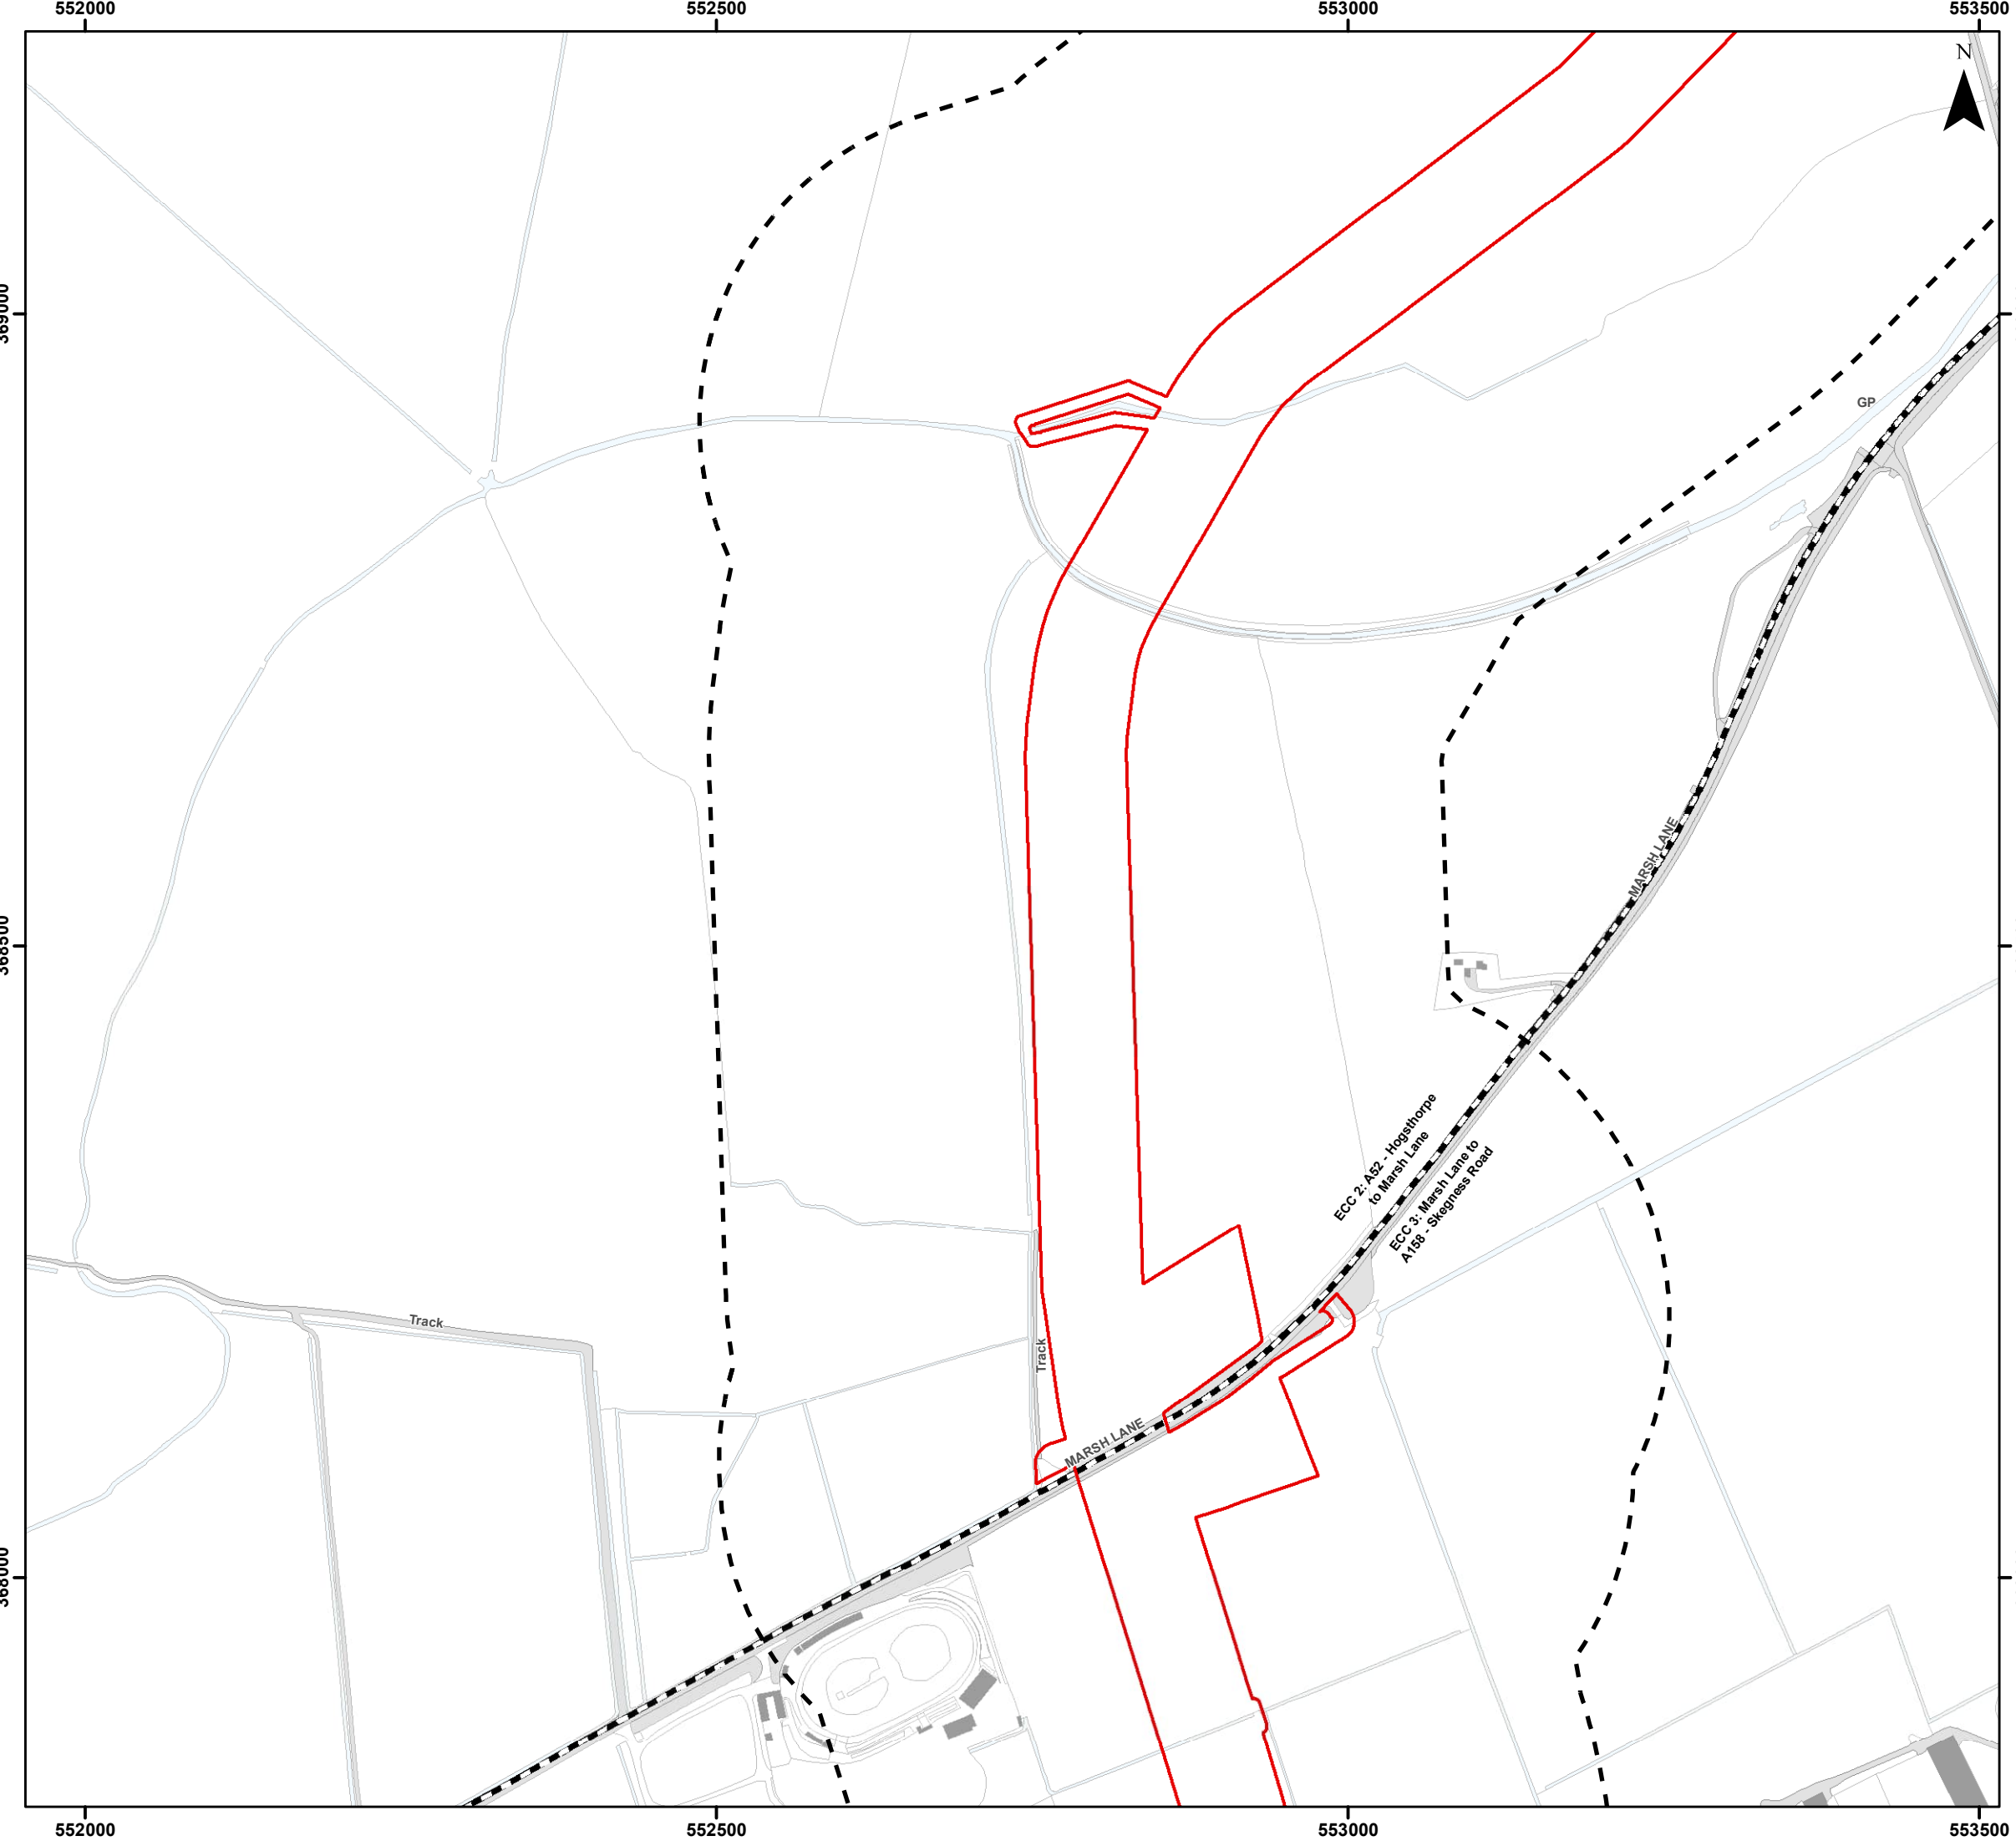 552000
552500
553000
553500
N
369000
GP
368500
MARSH LANE
ECC 2: A52 - Hogsthorpe
to Marsh Lane
ECC 3: Marsh Lane to
A158 - Skegness Road
Track
Track
MARSH LANE
368000
552000
552500
553000
553500